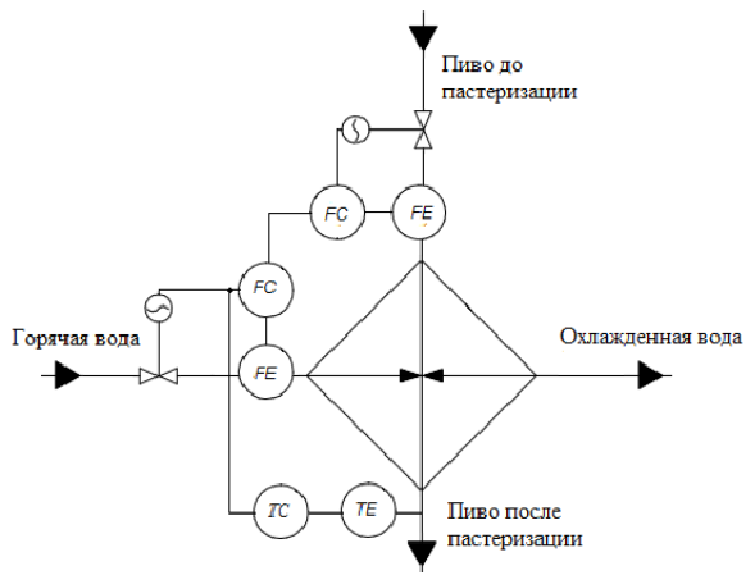 Пиво до
пастеризации
FC
FE
FC
Горячая вода
Охлажденная вода
FE
TC
TE
Пиво после
пастеризации